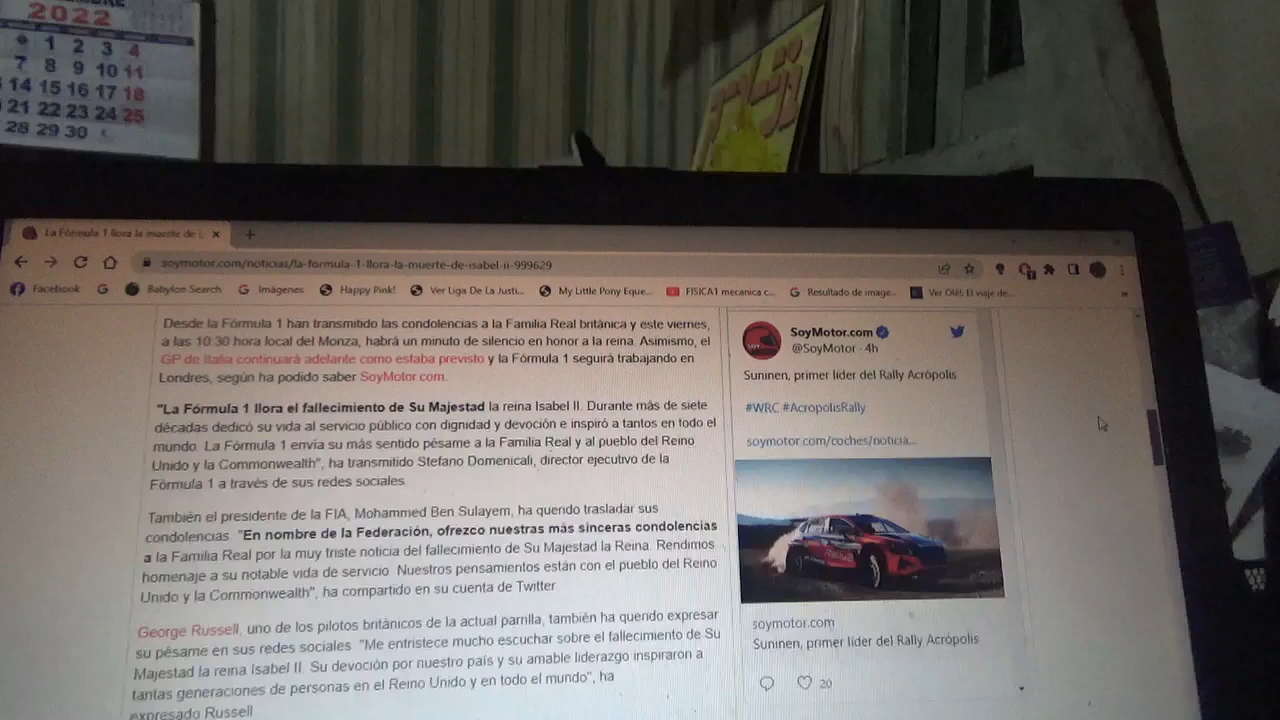 2022
1 2 3 4
7 8 9 10 11
14 15 16 17 18
21 22 23 24 25
28 29 30
La Fórmula 1 llora la muerte de
soymotor.com/noticias/la-formula-1-llora-la-muerte-de-isabel-ii-999629
Facebook Babylon Search Imágenes Happy Pink! Ver Liga De La Justi... My Little Pony Eque... FISICA1 mecanica c... Resultado de image... Ver Olé, El viaje de...
Desde la Fórmula 1 han transmitido las condolencias a la Familia Real británica y este viernes,
a las 10:30 hora local del Monza, habrá un minuto de silencio en honor a la reina. Asimismo, el
GP de Italia continuará adelante como estaba previsto y la Fórmula 1 seguirá trabajando en
Londres, según ha podido saber SoyMotor.com.
"La Fórmula 1 llora el fallecimiento de Su Majestad la reina Isabel II. Durante más de siete
décadas dedicó su vida al servicio público con dignidad y devoción e inspiró a tantos en todo el
mundo. La Fórmula 1 envía su más sentido pésame a la Familia Real y al pueblo del Reino
Unido y la Commonwealth", ha transmitido Stefano Domenicali, director ejecutivo de la
Fórmula 1 a través de sus redes sociales.
También el presidente de la FIA, Mohammed Ben Sulayem, ha querido trasladar sus
condolencias. "En nombre de la Federación, ofrezco nuestras más sinceras condolencias
a la Familia Real por la muy triste noticia del fallecimiento de Su Majestad la Reina. Rendimos
homenaje a su notable vida de servicio. Nuestros pensamientos están con el pueblo del Reino
Unido y la Commonwealth", ha compartido en su cuenta de Twitter.
George Russell, uno de los pilotos británicos de la actual parrilla, también ha querido expresar
su pésame en sus redes sociales. "Me entristece mucho escuchar sobre el fallecimiento de Su
Majestad la reina Isabel II. Su devoción por nuestro país y su amable liderazgo inspiraron a
tantas generaciones de personas en el Reino Unido y en todo el mundo", ha
expresado Russell.
SoyMotor.com
@SoyMotor · 4h
Suninen, primer líder del Rally Acrópolis
#WRC #AcropolisRally
soymotor.com/coches/noticia...
soymotor.com
Suninen, primer líder del Rally Acrópolis
20